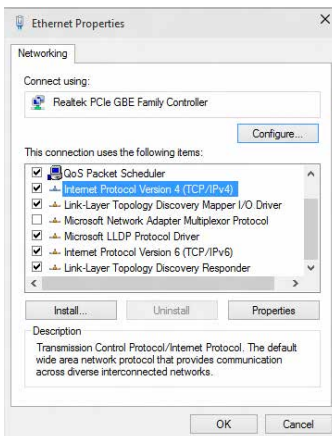 Ethernet Properties
Networking
Connect using:
Realtek PCIe GBE Family Controller
Configure...
This connection uses the following items:
QoS Packet Scheduler
Internet Protocol Version 4 (TCP/IPv4)
Link-Layer Topology Discovery Mapper I/O Driver
Microsoft Network Adapter Multiplexor Protocol
Microsoft LLDP Protocol Driver
Internet Protocol Version 6 (TCP/IPv6)
Link-Layer Topology Discovery Responder
Install... Uninstall Properties
Description
Transmission Control Protocol/Internet Protocol. The default
wide area network protocol that provides communication
across diverse interconnected networks.
OK Cancel